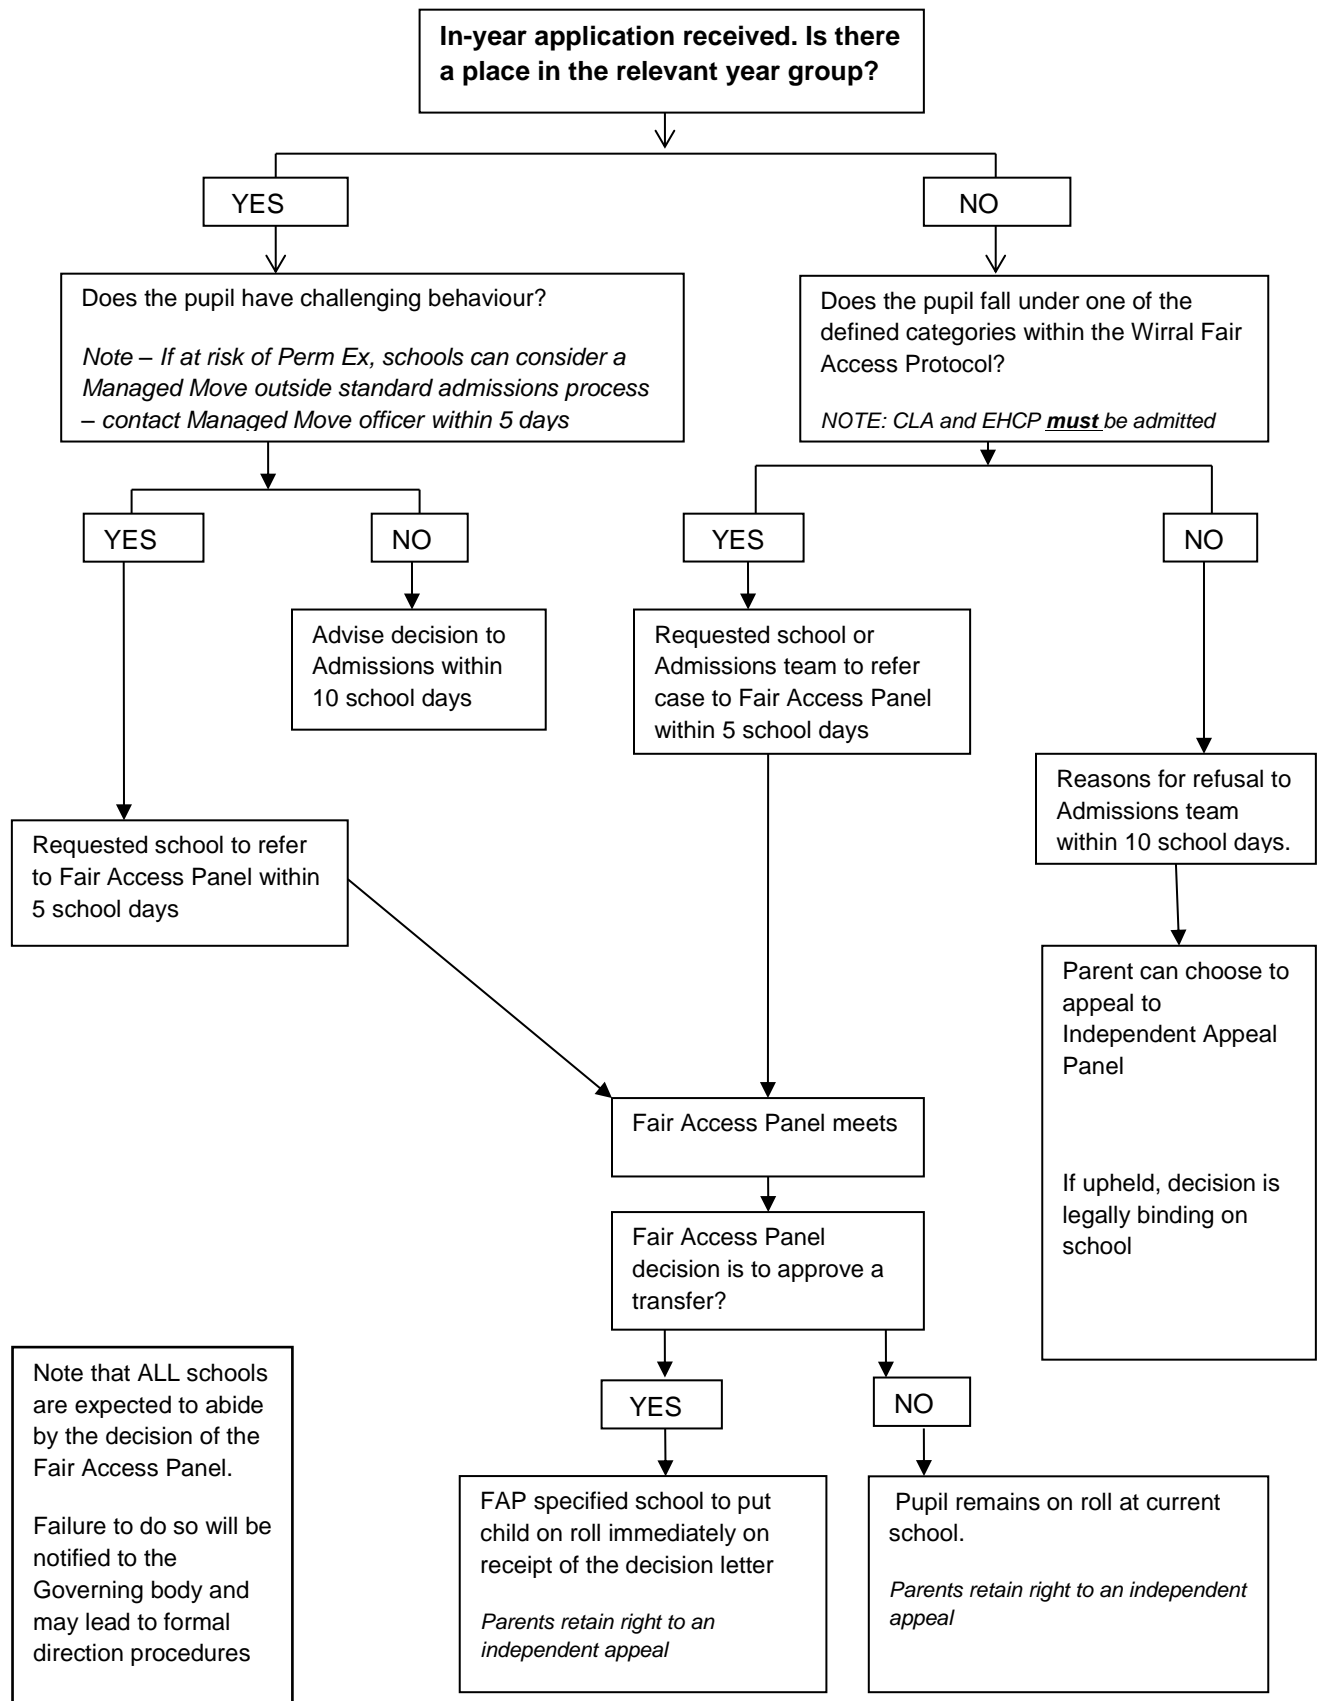 In-year application received. Is there
a place in the relevant year group?
YES
NO
Does the pupil have challenging behaviour?
Note – If at risk of Perm Ex, schools can consider a
Managed Move outside standard admissions process
– contact Managed Move officer within 5 days
Does the pupil fall under one of the
defined categories within the Wirral Fair
Access Protocol?
NOTE: CLA and EHCP must be admitted
YES
NO
YES
NO
Advise decision to
Admissions within
10 school days
Requested school or
Admissions team to refer
case to Fair Access Panel
within 5 school days
Reasons for refusal to
Admissions team
within 10 school days.
Requested school to refer
to Fair Access Panel within
5 school days
Parent can choose to
appeal to
Independent Appeal
Panel
If upheld, decision is
legally binding on
school
Fair Access Panel meets
Fair Access Panel
decision is to approve a
transfer?
YES
NO
Note that ALL schools
are expected to abide
by the decision of the
Fair Access Panel.
Failure to do so will be
notified to the
Governing body and
may lead to formal
direction procedures
FAP specified school to put
child on roll immediately on
receipt of the decision letter
Parents retain right to an
independent appeal
Pupil remains on roll at current
school.
Parents retain right to an independent
appeal